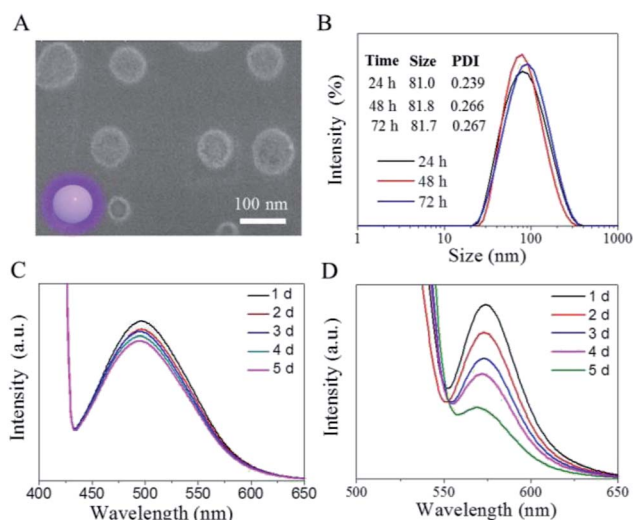 A
100 nm
B
Time Size PDI
24 h 81.0 0.239
48 h 81.8 0.266
72 h 81.7 0.267
24 h
48 h
72 h
Intensity (%)
1 10 100 1000
Size (nm)
C
1 d
2 d
3 d
4 d
5 d
Intensity (a.u.)
400 450 500 550 600 650
Wavelength (nm)
D
1 d
2 d
3 d
4 d
5 d
Intensity (a.u.)
500 550 600 650
Wavelength (nm)